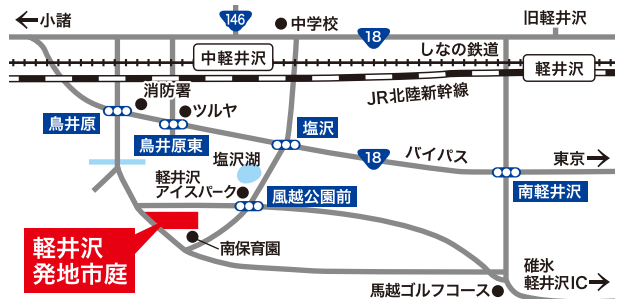 小諸
146
中学校
18
旧軽井沢
しなの鉄道
中軽井沢
軽井沢
消防署
JR北陸新幹線
ツルヤ
鳥井原
鳥井原東
塩沢
塩沢湖
18
バイパス
東京
軽井沢
アイスパーク
風越公園前
南軽井沢
南保育園
軽井沢
発地市庭
碓氷
軽井沢IC
馬越ゴルフコース